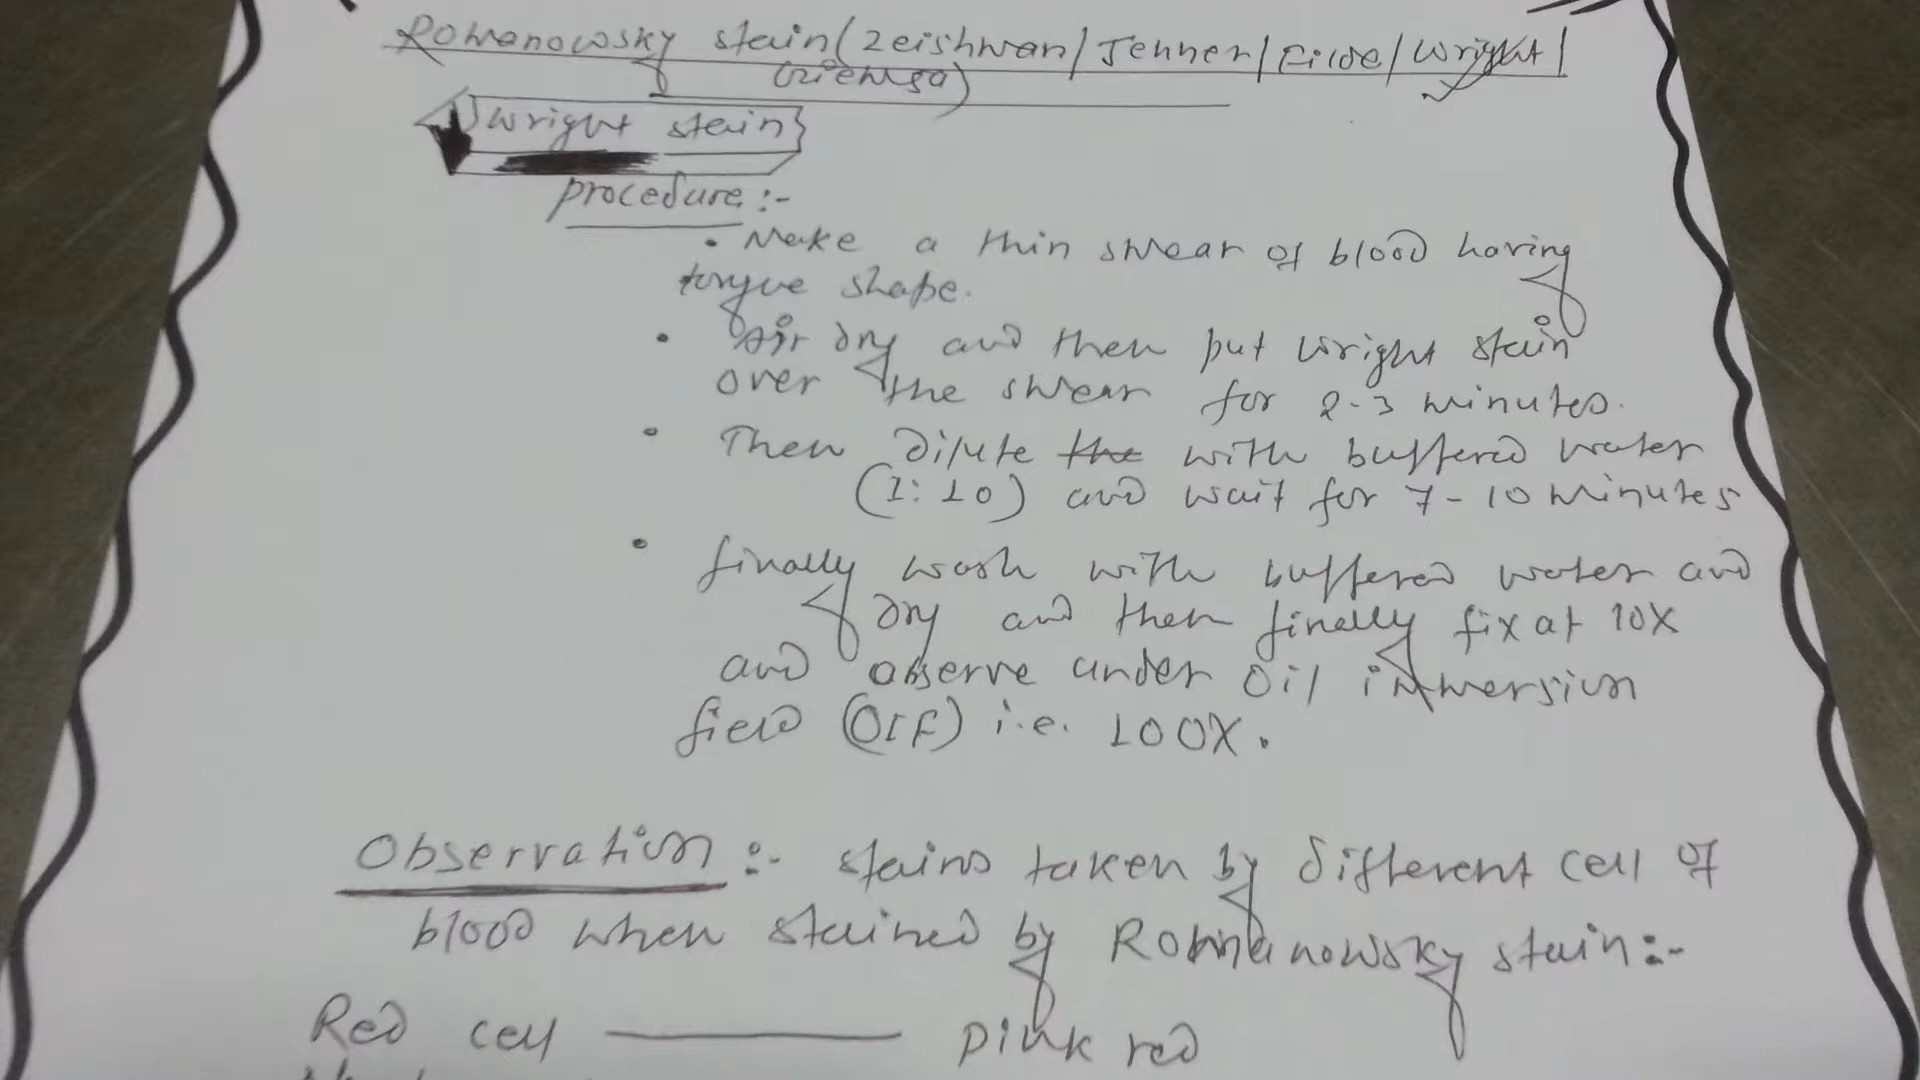 Romanowsky stain (Leishman/Jenner/Field/Wright/
Giemsa)
Wright stain
procedure:-
• Make a thin smear of blood having
tongue shape.
• Air dry and then put Wright stain
over the smear for 2-3 minutes.
• Then dilute the with buffered water
(1:10) and wait for 7-10 minutes
• finally wash with buffered water and
dry and then finally fix at 10X
and observe under Oil immersion
field (OIF) i.e. 100X.
Observation :- stains taken by different cell of
blood when stained by Romanowsky stain:-
Red cell —— pink red